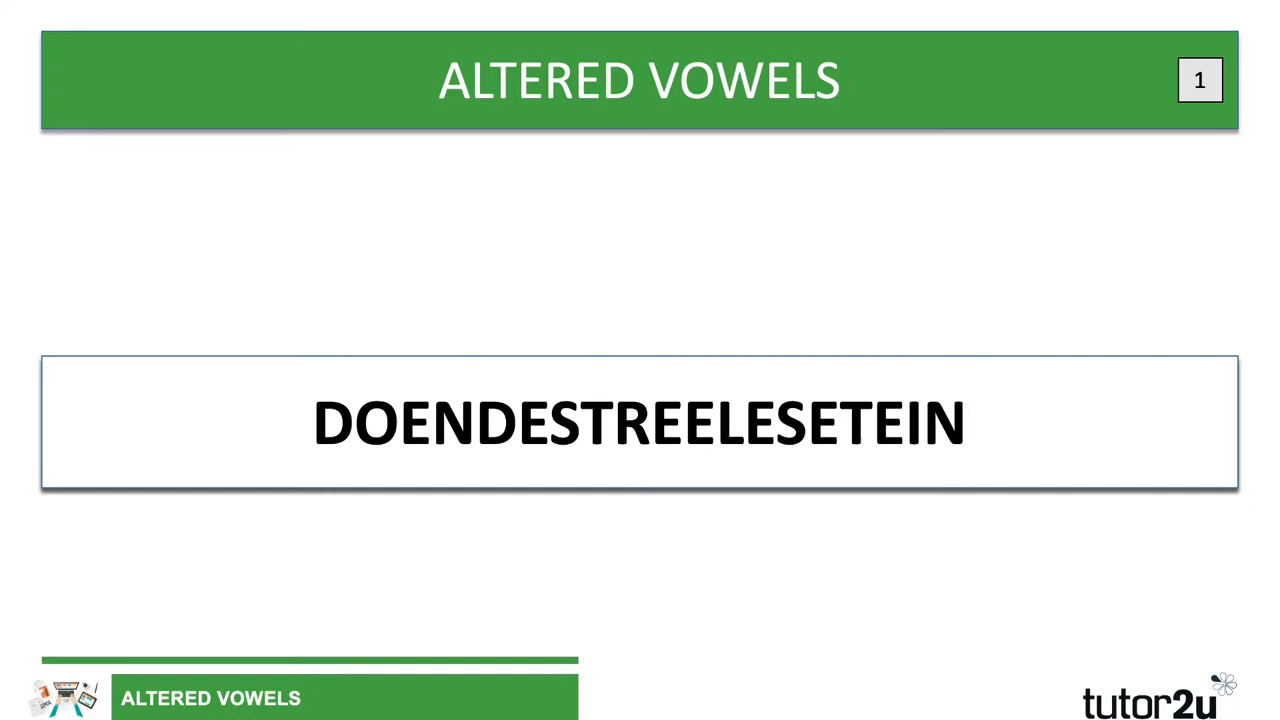 ALTERED VOWELS
1
DOENDESTREELESETEIN
ALTERED VOWELS
tutor2u